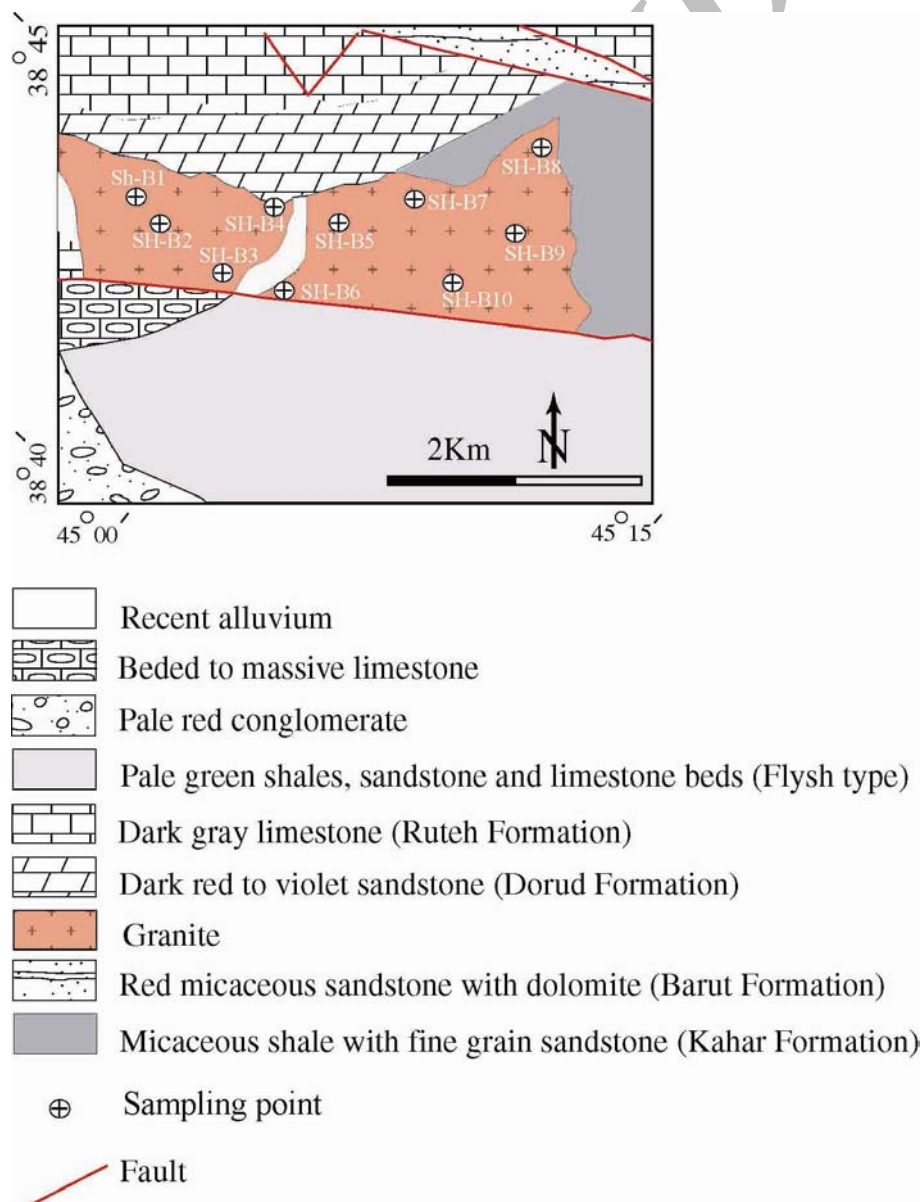 38° 45′
Sh-B1
SH-B2
SH-B3
SH-B4
SH-B5
SH-B6
SH-B7
SH-B8
SH-B9
SH-B10
38° 40′
2Km
N
45° 00′
45° 15′
Recent alluvium
Beded to massive limestone
Pale red conglomerate
Pale green shales, sandstone and limestone beds (Flysh type)
Dark gray limestone (Ruteh Formation)
Dark red to violet sandstone (Dorud Formation)
Granite
Red micaceous sandstone with dolomite (Barut Formation)
Micaceous shale with fine grain sandstone (Kahar Formation)
Sampling point
Fault